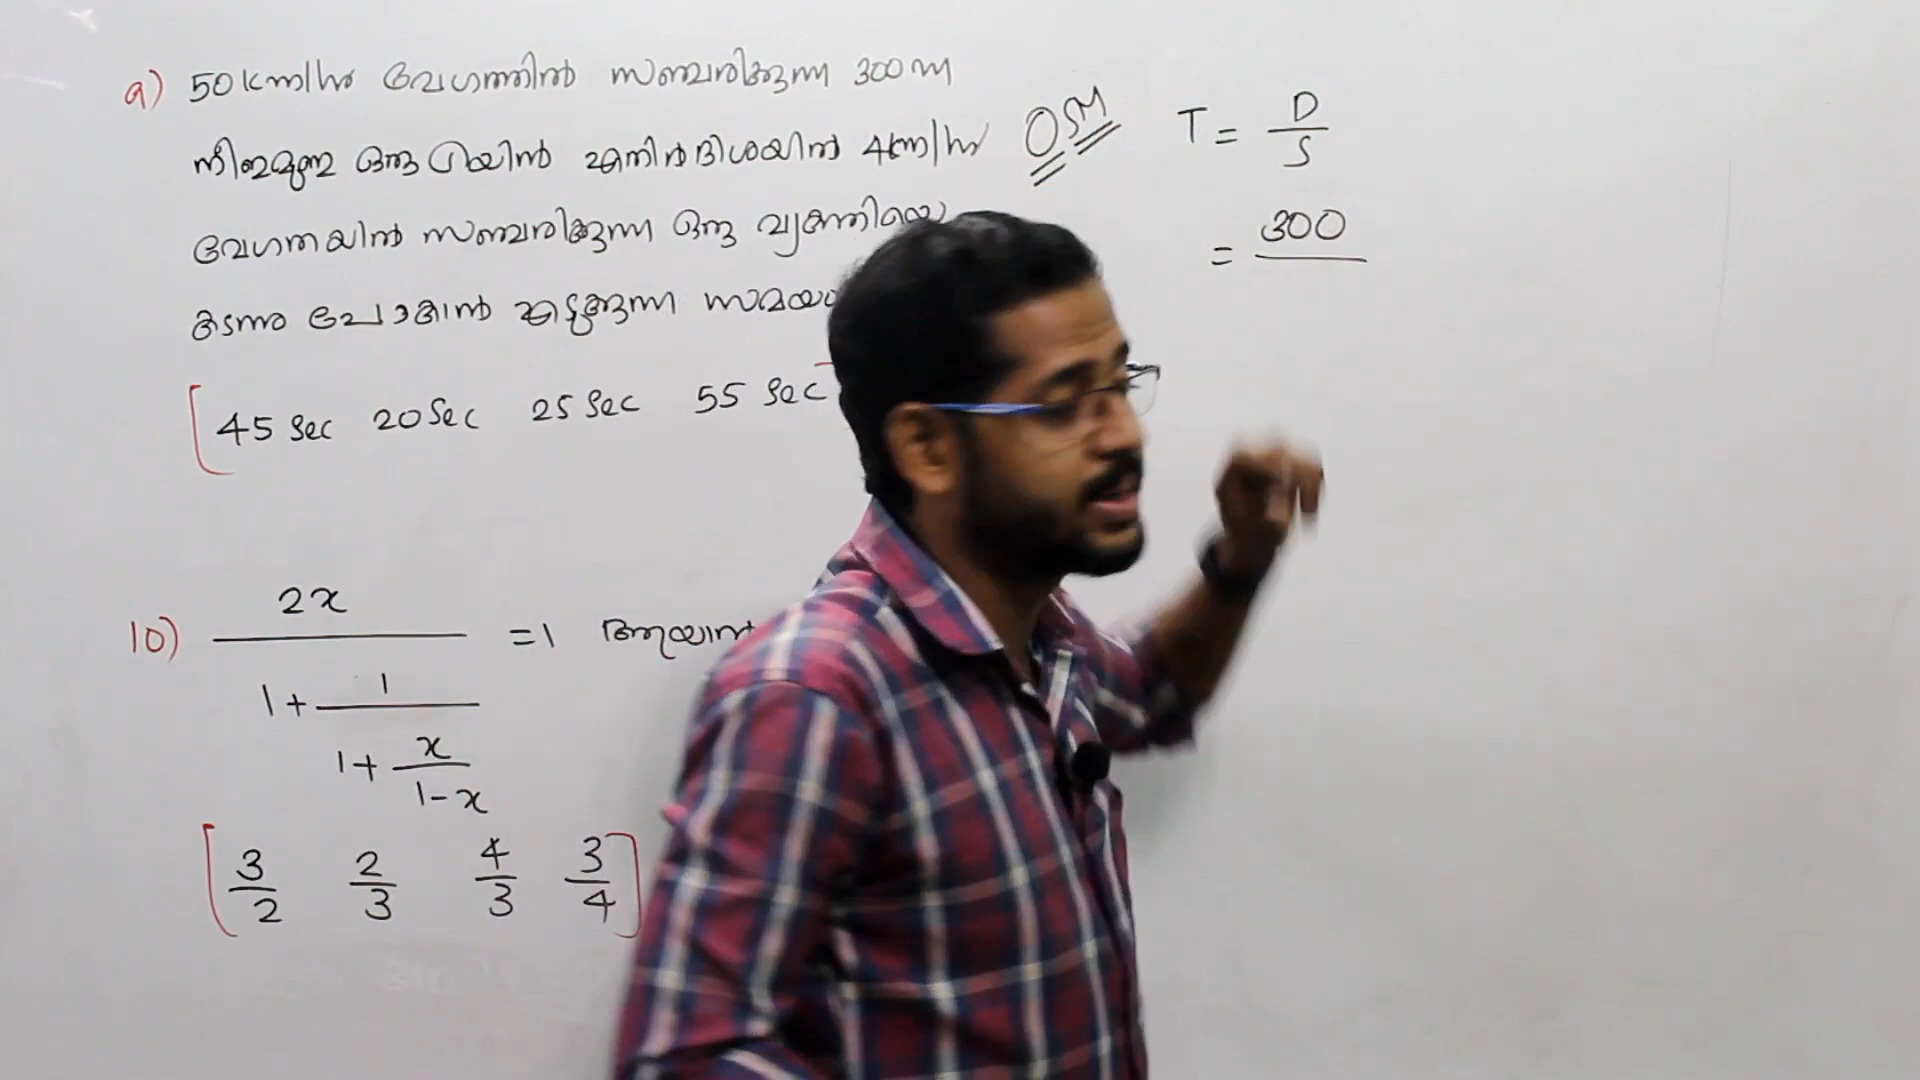 9) 50 km/hr വേഗത്തിൽ സഞ്ചരിക്കുന്ന 300 m
നീളമുള്ള ഒരു ട്രെയിൻ എതിർദിശയിൽ 4km/hr
വേഗതയിൽ സഞ്ചരിക്കുന്ന ഒരു വ്യക്തിയെ
കടന്നു പോകാൻ എടുക്കുന്ന സമയം
[45 Sec 20 Sec 25 Sec 55 Sec
OSM
T = D/S
= 300
10) 2x
=1 ആയാൽ
1+ 1
1+ x/1-x
[3/2 2/3 4/3 3/4]